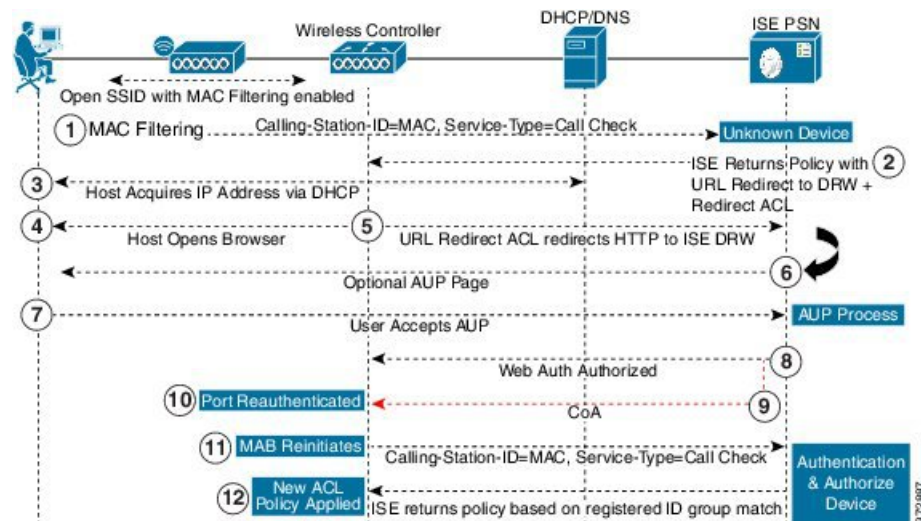 DHCP/DNS
ISE PSN
Wireless Controller
Open SSID with MAC Filtering enabled
1
MAC Filtering
Calling-Station-ID=MAC, Service-Type=Call Check
Unknown Device
ISE Returns Policy with
URL Redirect to DRW +
Redirect ACL
2
3
Host Acquires IP Address via DHCP
4
Host Opens Browser
5
URL Redirect ACL redirects HTTP to ISE DRW
6
Optional AUP Page
7
User Accepts AUP
AUP Process
8
Web Auth Authorized
9
CoA
10
Port Reauthenticated
11
MAB Reinitiates
Calling-Station-ID=MAC, Service-Type=Call Check
12
New ACL
Policy Applied
ISE returns policy based on registered ID group match
Authentication
& Authorize
Device